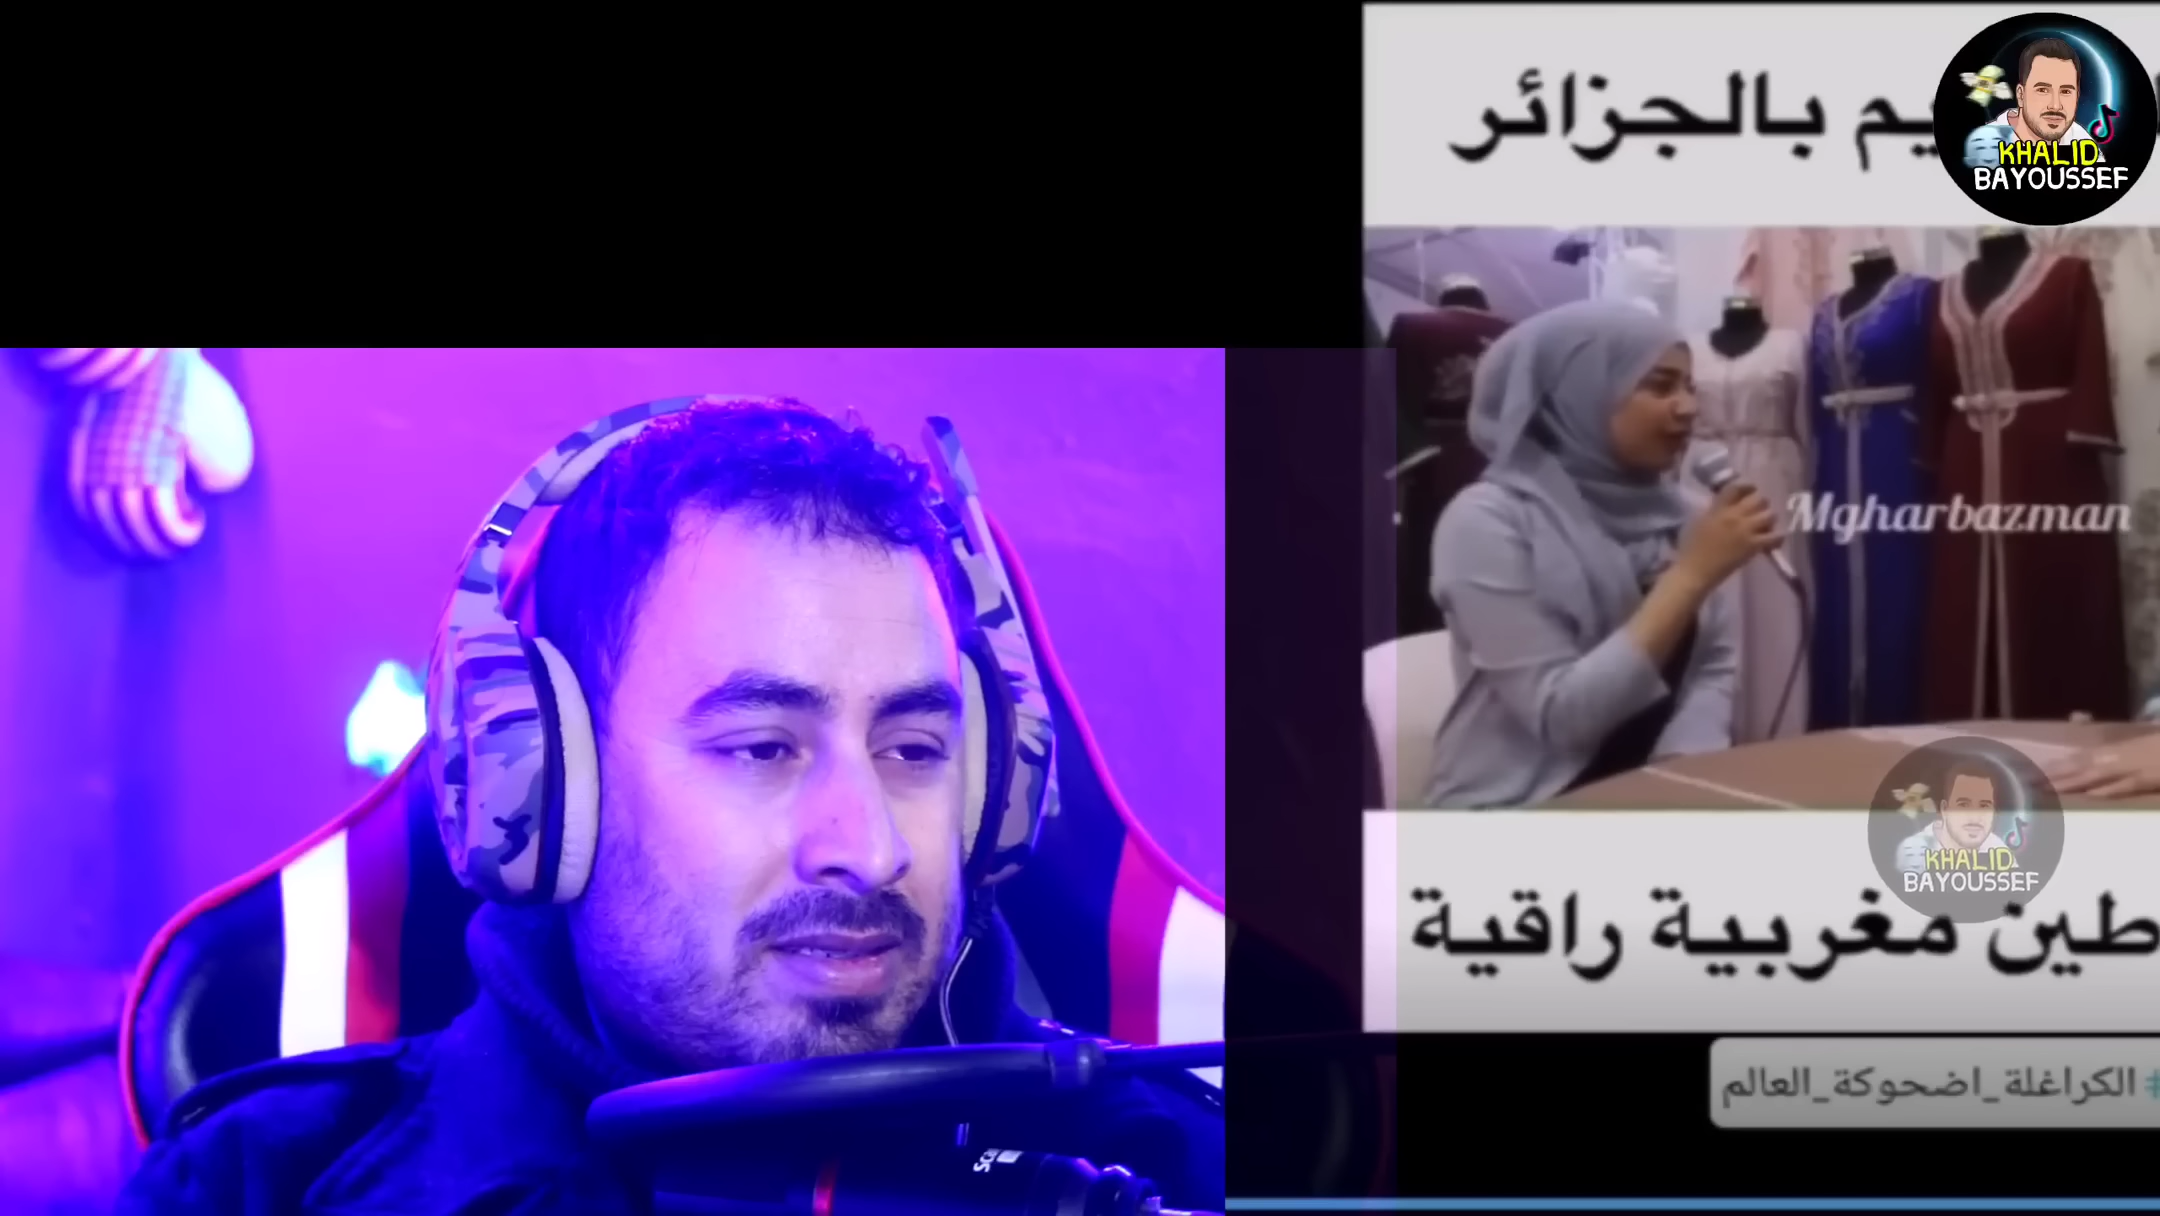 يم بالجزائر
KHALID
BAYOUSSEF
Mgharbazman
KHALID
BAYOUSSEF
طين مغربية راقية
#الكراغلة_اضحوكة_العالم